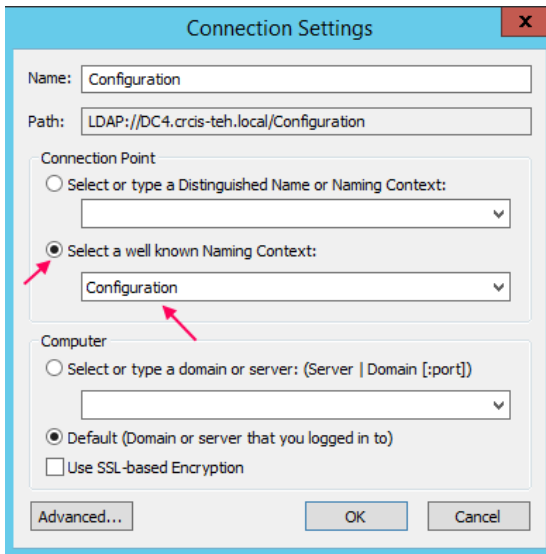 Connection Settings
x
Name: Configuration
Path: LDAP://DC4.crcis-teh.local/Configuration
Connection Point
Select or type a Distinguished Name or Naming Context:
Select a well known Naming Context:
Configuration
Computer
Select or type a domain or server: (Server | Domain [:port])
Default (Domain or server that you logged in to)
Use SSL-based Encryption
Advanced... OK Cancel